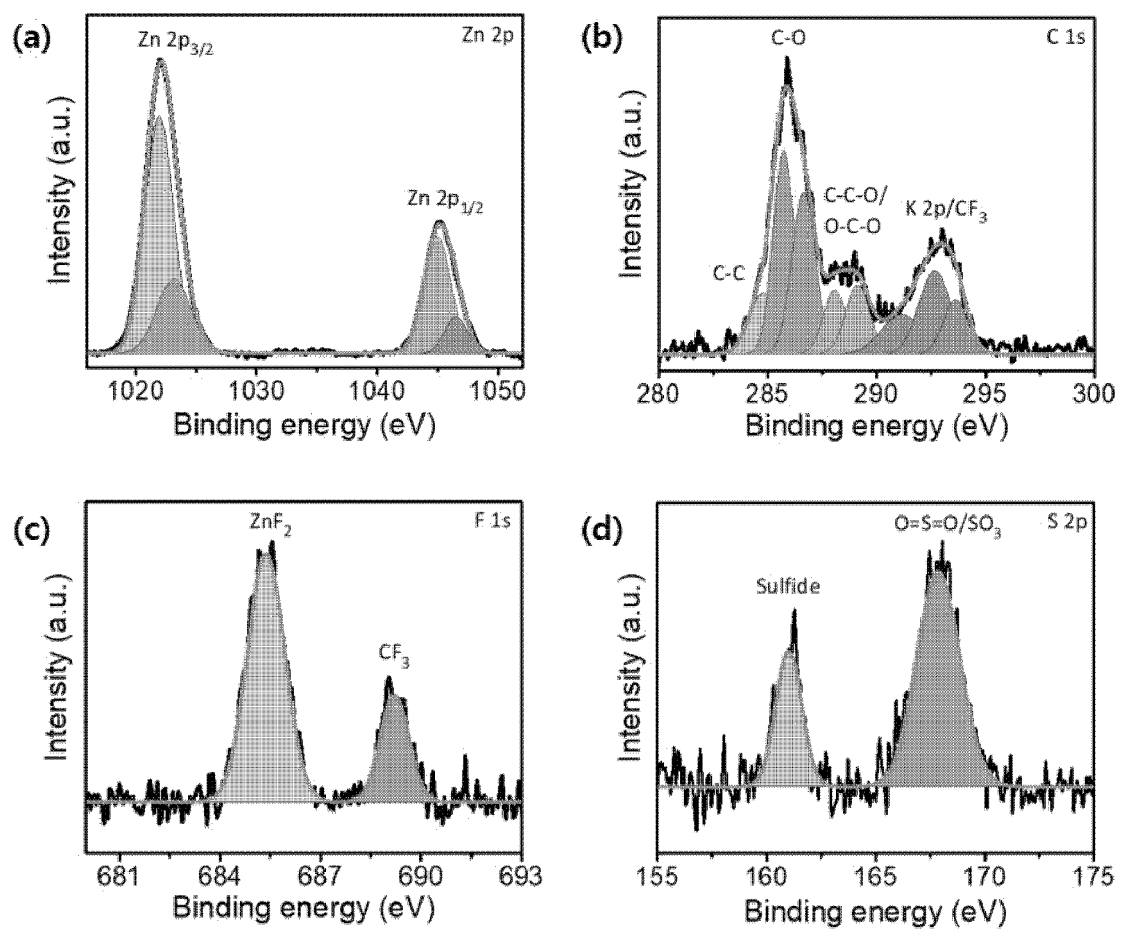 (a)
Zn 2p3/2
Zn 2p
Zn 2p1/2
Intensity (a.u.)
1020 1030 1040 1050
Binding energy (eV)
(b)
C-O
C 1s
C-C-O/
O-C-O
K 2p/CF3
C-C
Intensity (a.u.)
280 285 290 295 300
Binding energy (eV)
(c)
ZnF2
F 1s
CF3
Intensity (a.u.)
681 684 687 690 693
Binding energy (eV)
(d)
O=S=O/SO3
S 2p
Sulfide
Intensity (a.u.)
155 160 165 170 175
Binding energy (eV)